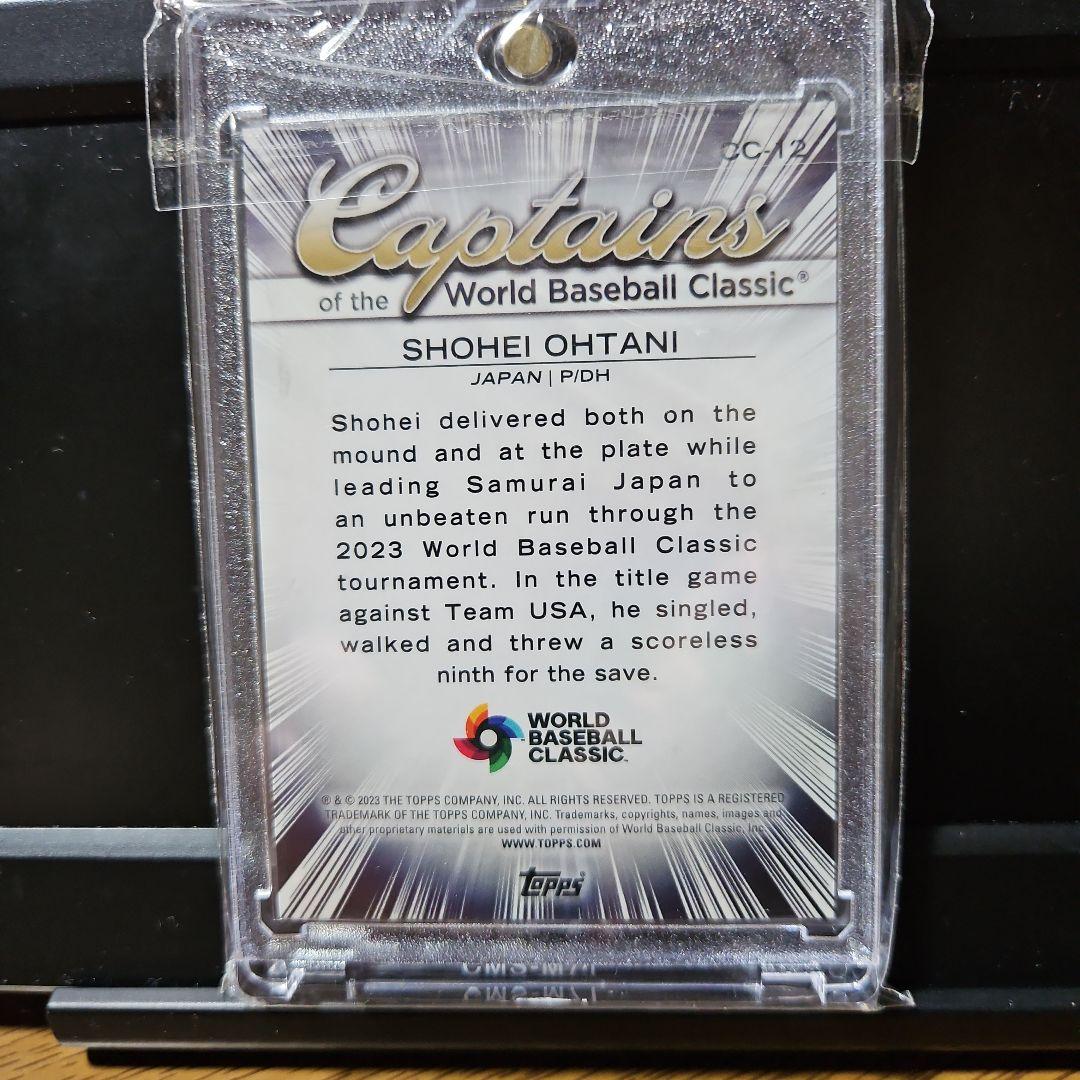 CC-12
Captains
of the World Baseball Classic®
SHOHEI OHTANI
JAPAN | P/DH
Shohei delivered both on the
mound and at the plate while
leading Samurai Japan to
an unbeaten run through the
2023 World Baseball Classic
tournament. In the title game
against Team USA, he singled,
walked and threw a scoreless
ninth for the save.
WORLD
BASEBALL
CLASSIC™
® & © 2023 THE TOPPS COMPANY, INC. ALL RIGHTS RESERVED. TOPPS IS A REGISTERED
TRADEMARK OF THE TOPPS COMPANY, INC. Trademarks, copyrights, names, images and
other proprietary materials are used with permission of World Baseball Classic, Inc.
WWW.TOPPS.COM
topps®